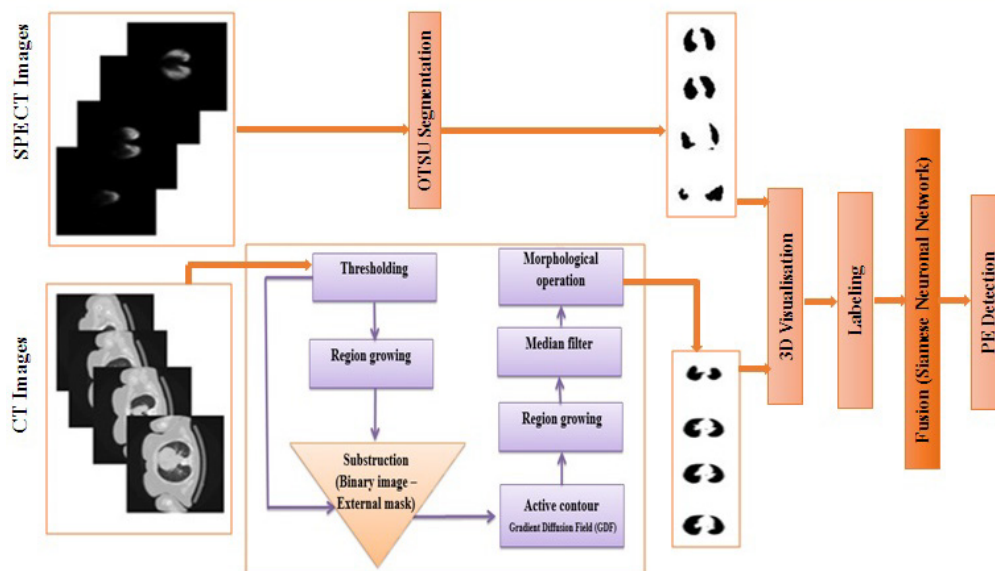 SPECT Images
OTSU Segmentation
CT Images
Thresholding
Region growing
Substruction
(Binary image –
External mask)
Active contour
Gradient Diffusion Field (GDF)
Region growing
Median filter
Morphological
operation
3D Visualisation
Labeling
Fusion (Siamese Neuronal Network)
PE Detection